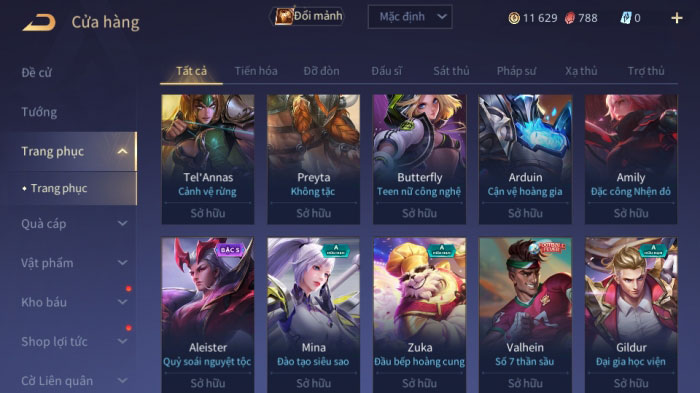 Cửa hàng
Đổi mảnh
Mặc định
11 629
788
0
Đề cử
Tướng
Trang phục
Trang phục
Quà cáp
Vật phẩm
Kho báu
Shop lợi tức
Cờ Liên quân
Tất cả Tiến hóa Đỡ đòn Đấu sĩ Sát thủ Pháp sư Xạ thủ Trợ thủ
Tel'Annas Preyta Butterfly Arduin Amily
Cảnh vệ rừng Không tặc Teen nữ công nghệ Cận vệ hoàng gia Đặc công Nhện đỏ
Sở hữu Sở hữu Sở hữu Sở hữu Sở hữu
BẬC S
Aleister Mina Zuka Valhein Gildur
Quỷ soái nguyệt tộc Đào tạo siêu sao Đầu bếp hoàng cung Số 7 thần sầu Đại gia học viện
Sở hữu Sở hữu Sở hữu Sở hữu Sở hữu